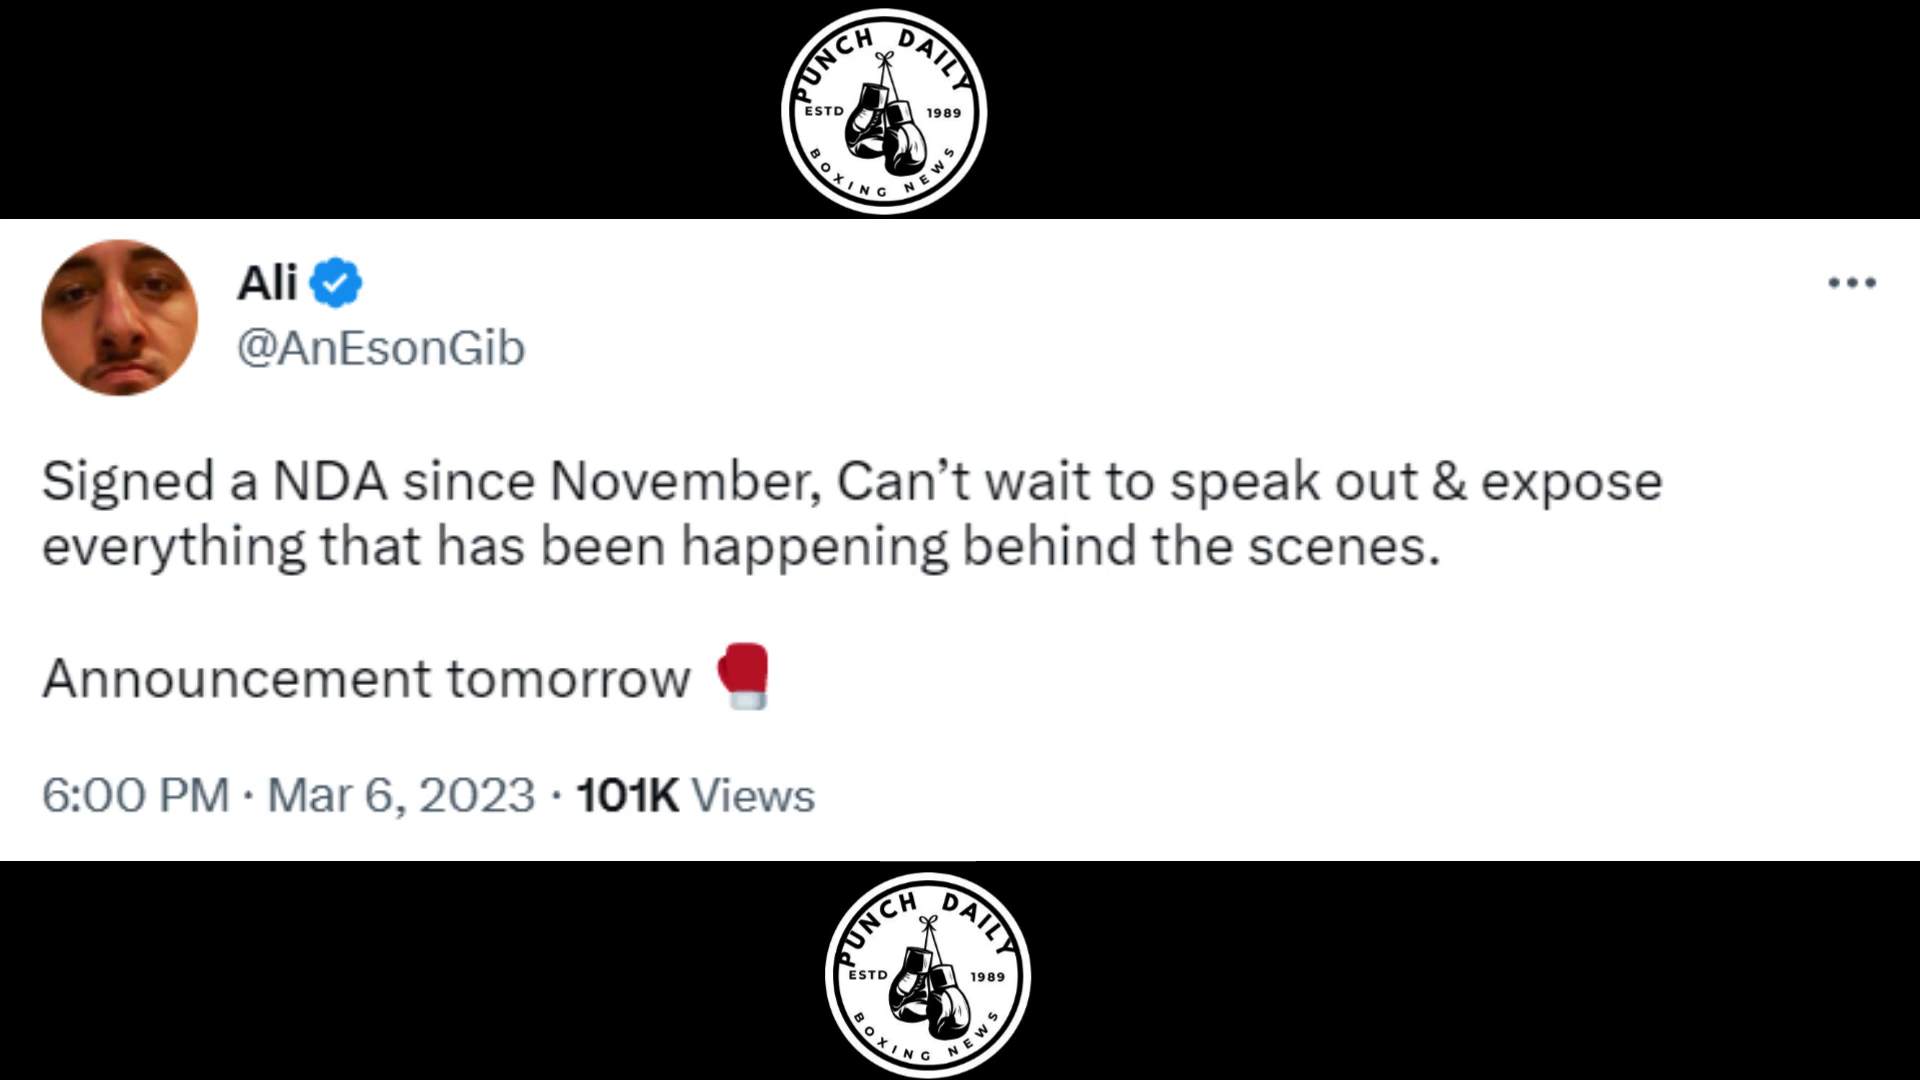 PUNCH DAILY
ESTD 1989
BOXING NEWS
Ali
@AnEsonGib
Signed a NDA since November, Can’t wait to speak out & expose
everything that has been happening behind the scenes.
Announcement tomorrow 🥊
6:00 PM · Mar 6, 2023 · 101K Views
PUNCH DAILY
ESTD 1989
BOXING NEWS